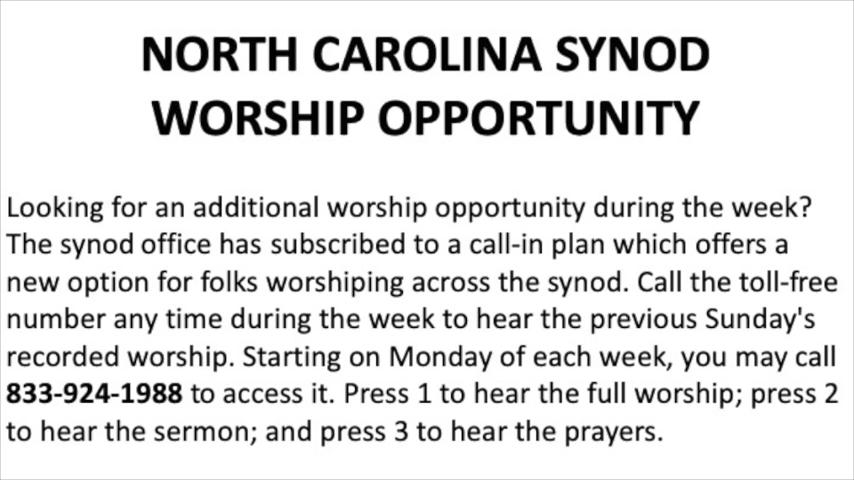 NORTH CAROLINA SYNOD
WORSHIP OPPORTUNITY
Looking for an additional worship opportunity during the week?
The synod office has subscribed to a call-in plan which offers a
new option for folks worshiping across the synod. Call the toll-free
number any time during the week to hear the previous Sunday's
recorded worship. Starting on Monday of each week, you may call
833-924-1988 to access it. Press 1 to hear the full worship; press 2
to hear the sermon; and press 3 to hear the prayers.